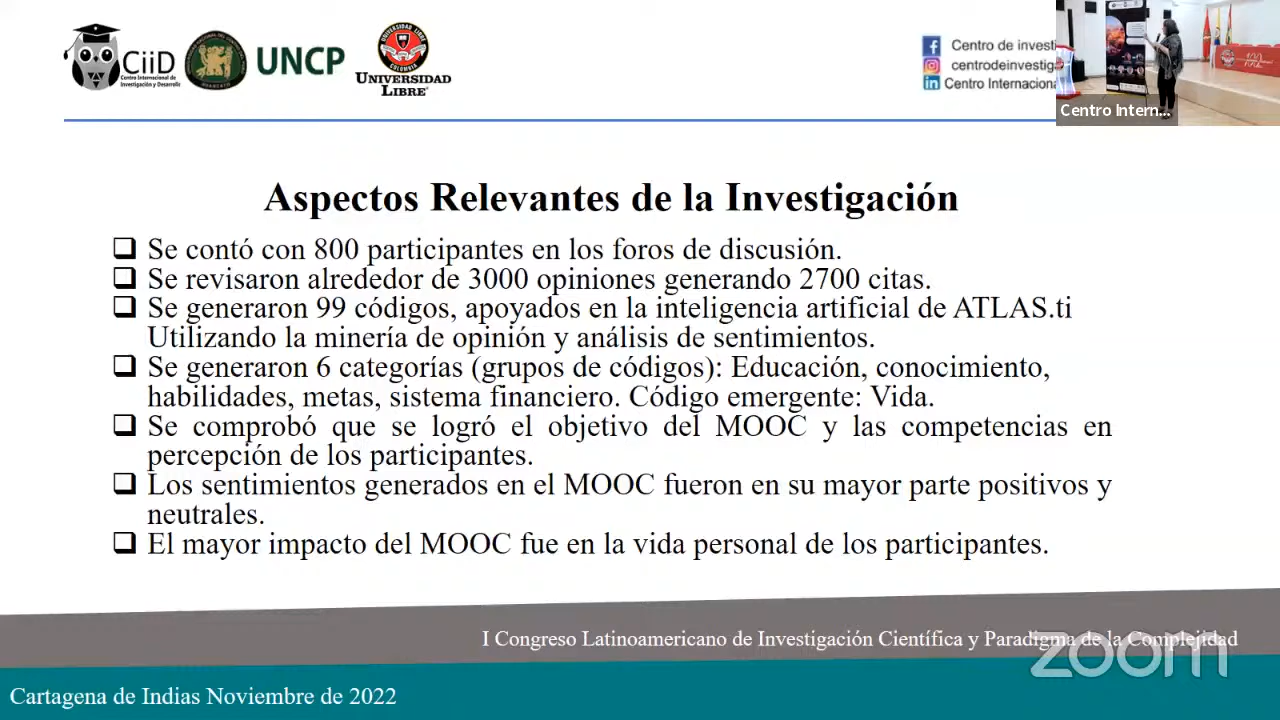 CiiD
Centro Internacional de
Investigación y Desarrollo
UNCP
UNIVERSIDAD
LIBRE
Centro de investi
centrodeinvestig
Centro Internaciona
Centro Intern...
Aspectos Relevantes de la Investigación
Se contó con 800 participantes en los foros de discusión.
Se revisaron alrededor de 3000 opiniones generando 2700 citas.
Se generaron 99 códigos, apoyados en la inteligencia artificial de ATLAS.ti
Utilizando la minería de opinión y análisis de sentimientos.
Se generaron 6 categorías (grupos de códigos): Educación, conocimiento,
habilidades, metas, sistema financiero. Código emergente: Vida.
Se comprobó que se logró el objetivo del MOOC y las competencias en
percepción de los participantes.
Los sentimientos generados en el MOOC fueron en su mayor parte positivos y
neutrales.
El mayor impacto del MOOC fue en la vida personal de los participantes.
I Congreso Latinoamericano de Investigación Científica y Paradigma de la Complejidad
zoom
Cartagena de Indias Noviembre de 2022